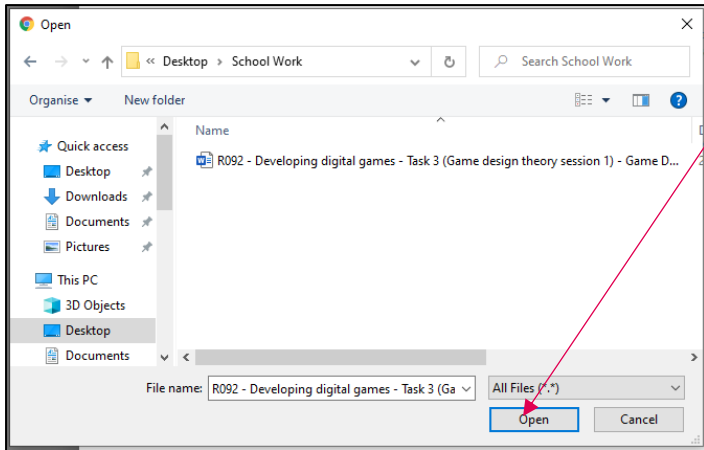 Open
« Desktop > School Work
Search School Work
Organise
New folder
Name
Quick access
Desktop
Downloads
Documents
Pictures
This PC
3D Objects
Desktop
Documents
R092 - Developing digital games - Task 3 (Game design theory session 1) - Game D...
File name: R092 - Developing digital games - Task 3 (Ga
All Files (*.*)
Open
Cancel